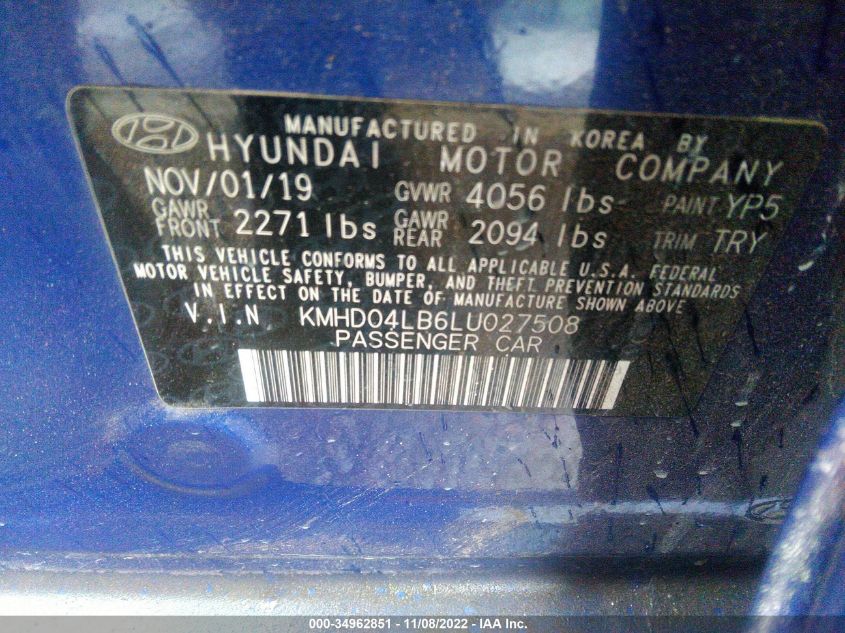 MANUFACTURED IN KOREA BY
HYUNDAI MOTOR COMPANY
NOV/01/19 GVWR 4056 lbs PAINT YP5
GAWR FRONT 2271 lbs GAWR REAR 2094 lbs TRIM TRY
THIS VEHICLE CONFORMS TO ALL APPLICABLE U.S.A. FEDERAL
MOTOR VEHICLE SAFETY, BUMPER, AND THEFT PREVENTION STANDARDS
IN EFFECT ON THE DATE OF MANUFACTURE SHOWN ABOVE
V.I.N. KMHD04LB6LU027508
PASSENGER CAR
000-34962851 - 11/08/2022 - IAA Inc.